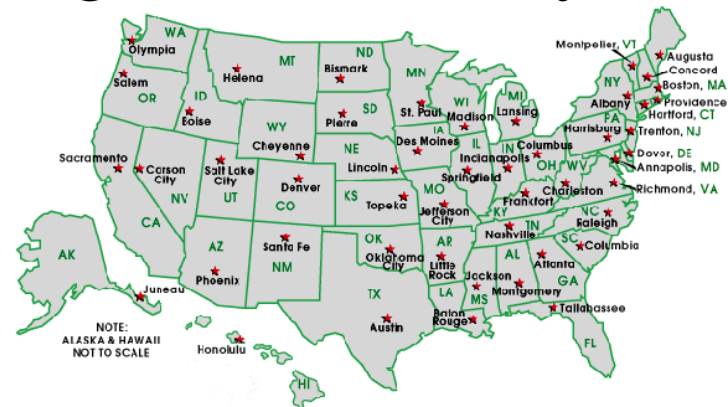 WA
Olympia
Salem
OR
ID
Boise
MT
Helena
ND
Bismark
SD
Pierre
WY
Cheyenne
NE
Lincoln
MN
St. Paul
WI
Madison
MI
Lansing
IA
Des Moines
IL
Springfield
IN
Indianapolis
Columbus
OH
Montpelier, VT
Augusta
Concord
Boston, MA
Providence
Hartford, CT
NY
Albany
PA
Harrisburg
Trenton, NJ
Dover, DE
Annapolis, MD
WV
Charleston
Richmond, VA
Sacramento
Carson
City
NV
CA
Salt Lake
City
UT
Denver
CO
KS
Topeka
MO
Jefferson
City
Frankfort
KY
Nashville
TN
NC
Raleigh
SC
Columbia
AZ
Phoenix
Santa Fe
NM
OK
Oklahoma
City
AR
Little
Rock
TX
Austin
LA
Baton
Rouge
Jackson
MS
AL
Montgomery
Atlanta
GA
Tallahassee
FL
AK
Juneau
NOTE:
ALASKA & HAWAII
NOT TO SCALE
Honolulu
HI